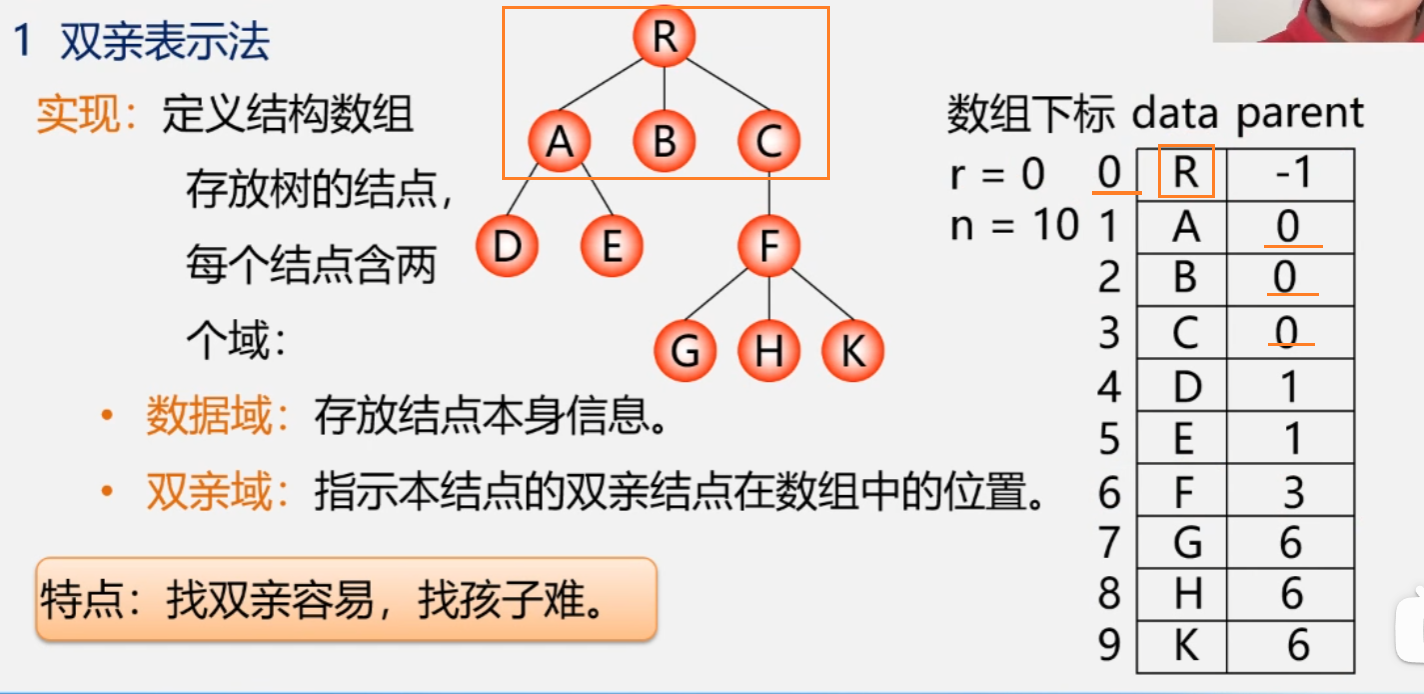 1 双亲表示法
实现：定义结构数组
存放树的结点，
每个结点含两
个域：
• 数据域：存放结点本身信息。
• 双亲域：指示本结点的双亲结点在数组中的位置。
特点：找双亲容易，找孩子难。
R
A B C
D E F
G H K
数组下标 data parent
r = 0 0 R -1
n = 10 1 A 0
2 B 0
3 C 0
4 D 1
5 E 1
6 F 3
7 G 6
8 H 6
9 K 6